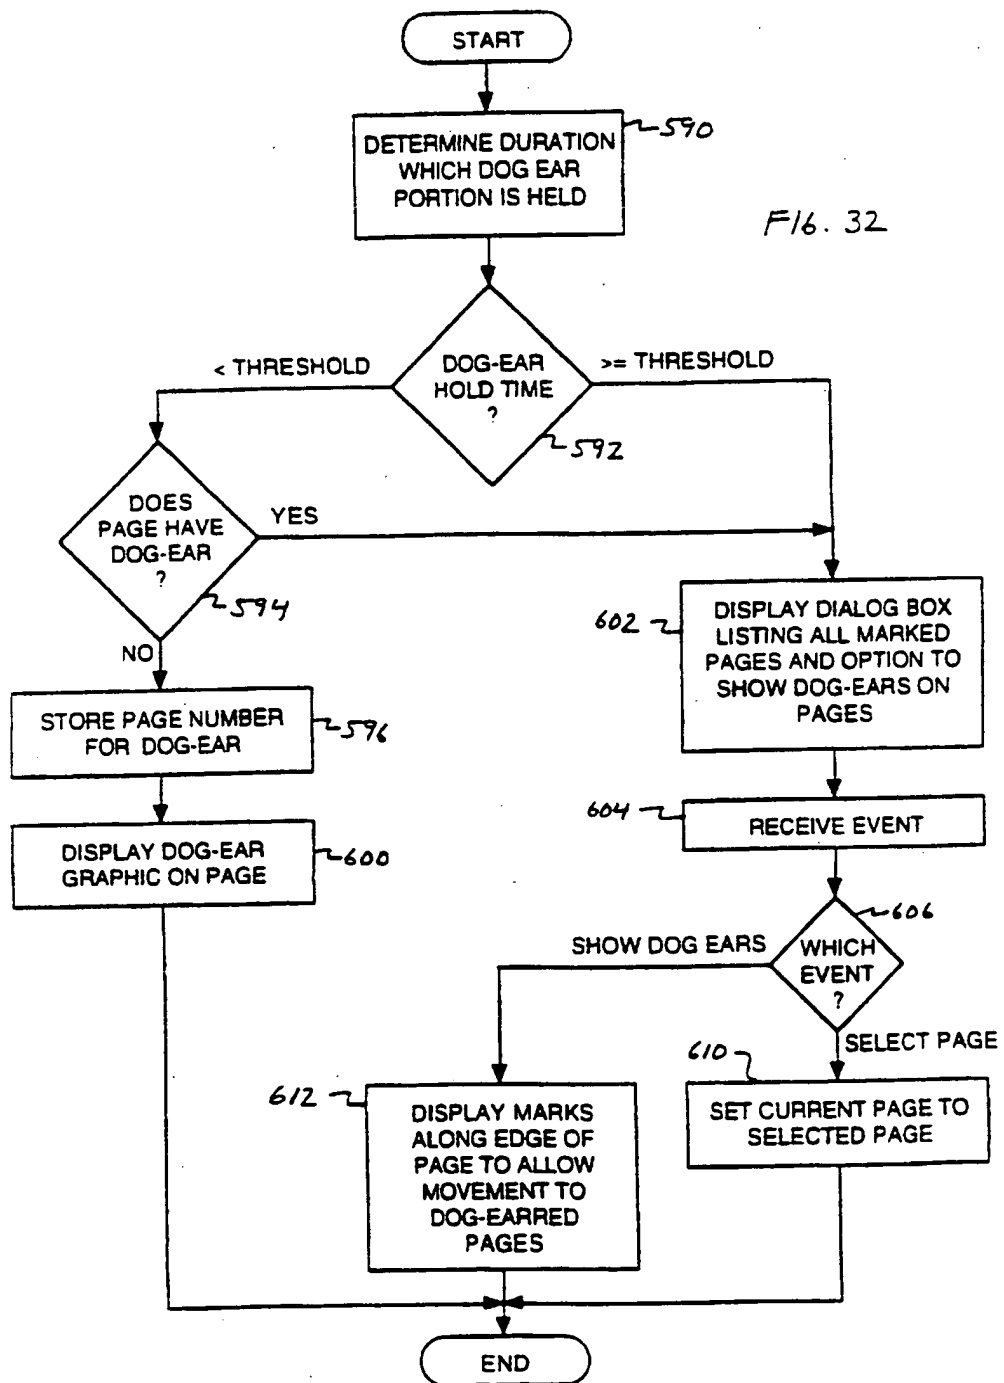 START
DETERMINE DURATION
WHICH DOG EAR
PORTION IS HELD
590
FIG. 32
DOG-EAR
HOLD TIME
?
592
< THRESHOLD
>= THRESHOLD
DOES
PAGE HAVE
DOG-EAR
?
594
YES
NO
STORE PAGE NUMBER
FOR DOG-EAR
596
DISPLAY DOG-EAR
GRAPHIC ON PAGE
600
602
DISPLAY DIALOG BOX
LISTING ALL MARKED
PAGES AND OPTION TO
SHOW DOG-EARS ON
PAGES
604
RECEIVE EVENT
606
WHICH
EVENT
?
SHOW DOG EARS
SELECT PAGE
610
SET CURRENT PAGE TO
SELECTED PAGE
612
DISPLAY MARKS
ALONG EDGE OF
PAGE TO ALLOW
MOVEMENT TO
DOG-EARRED
PAGES
END